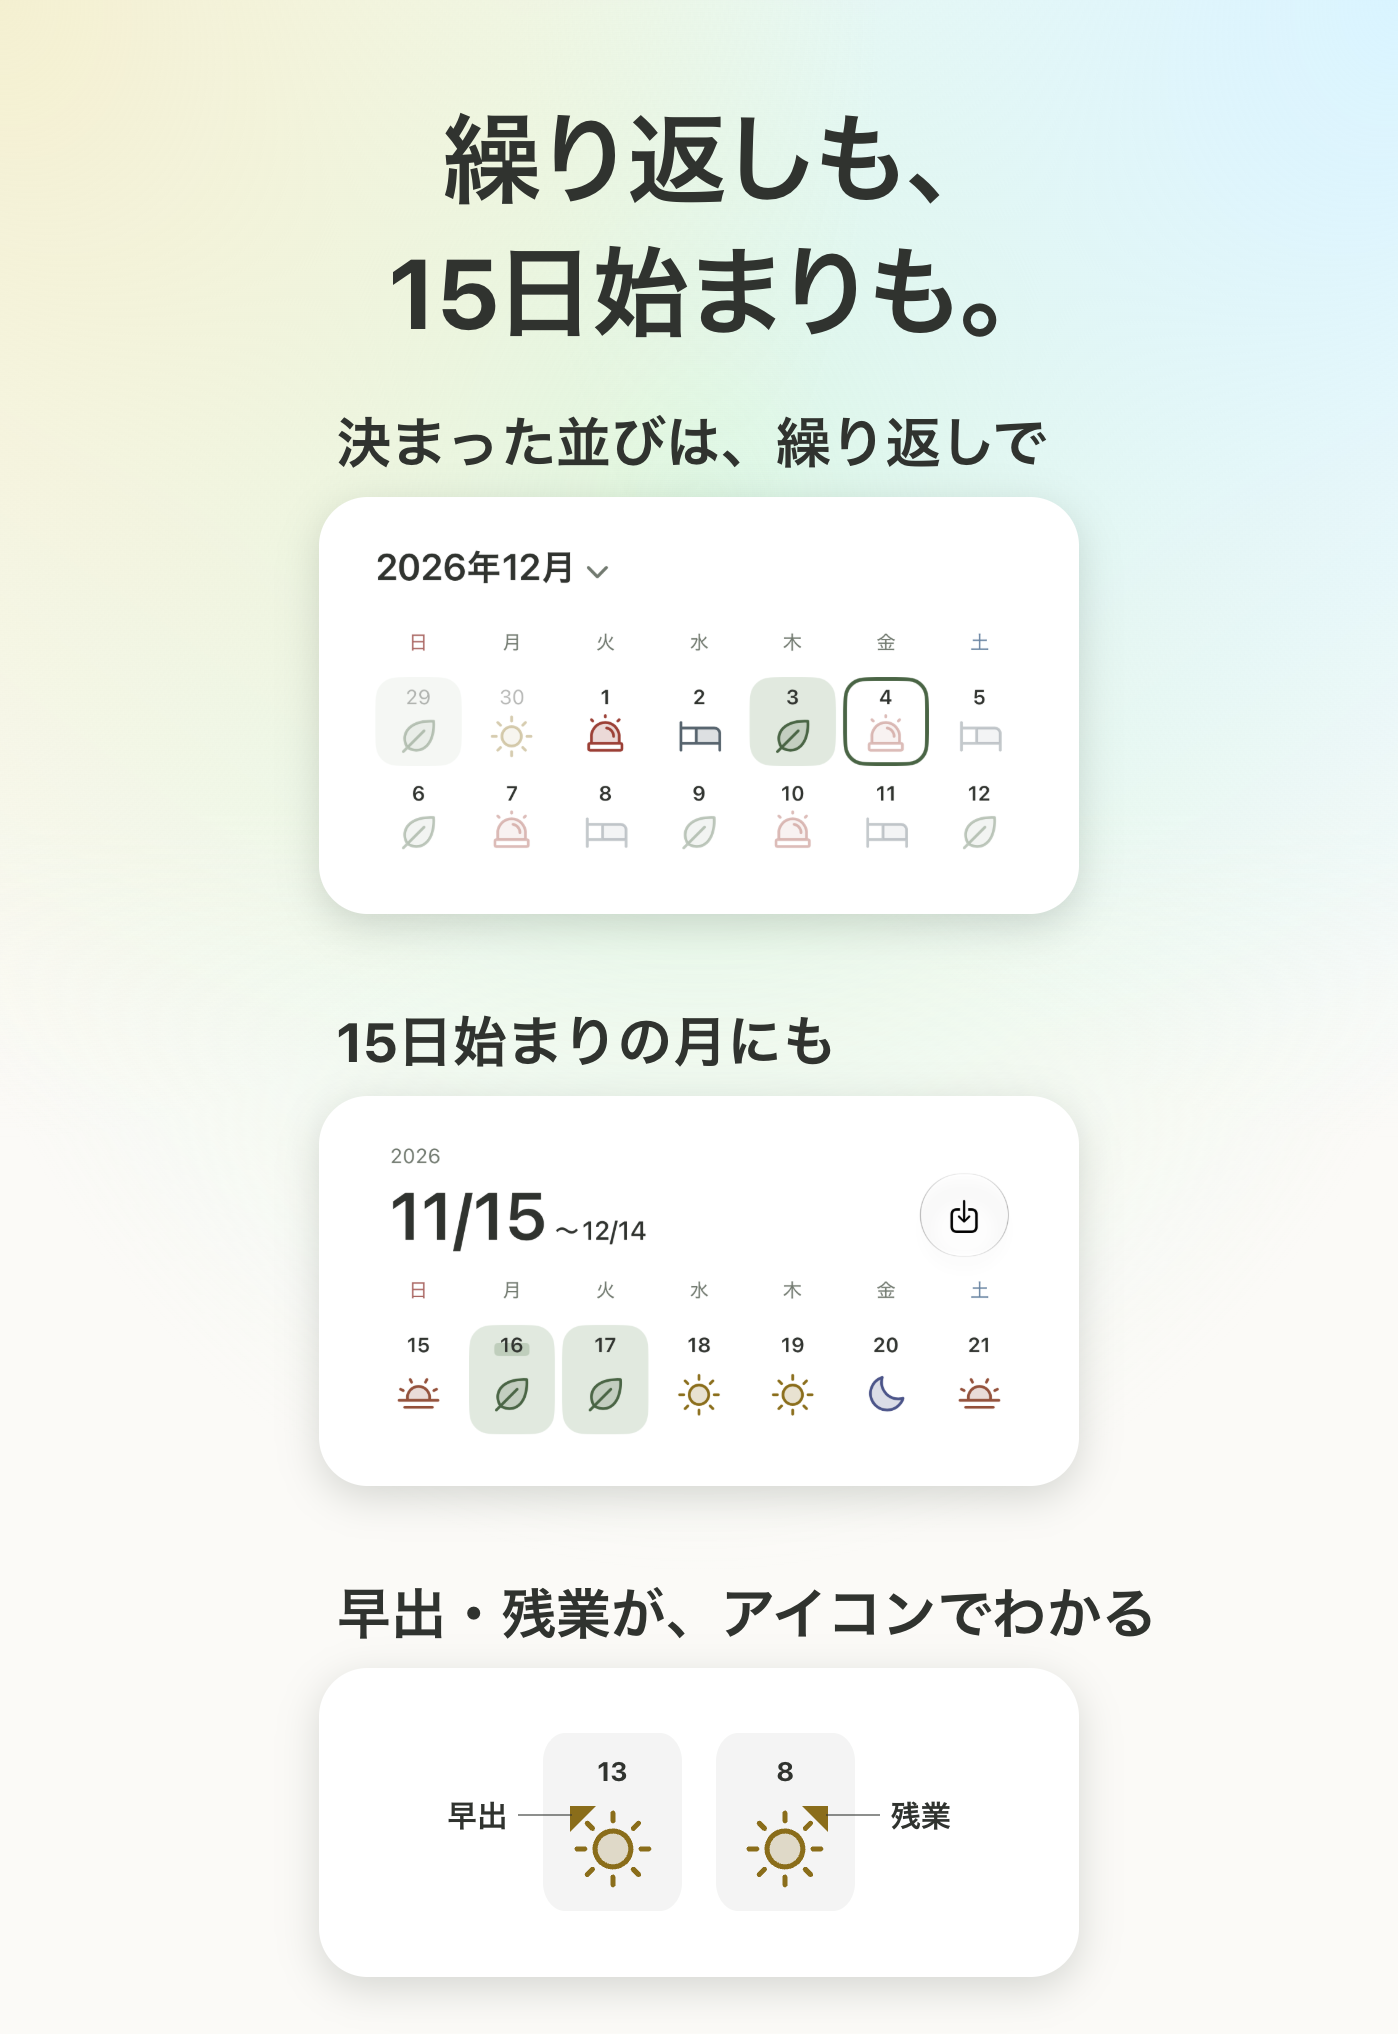 繰り返しも、
15日始まりも。
決まった並びは、繰り返しで
2026年12月
日 月 火 水 木 金 土
29 30 1 2 3 4 5
6 7 8 9 10 11 12
15日始まりの月にも
2026
11/15 ～12/14
日 月 火 水 木 金 土
15 16 17 18 19 20 21
早出・残業が、アイコンでわかる
13 8
早出 残業